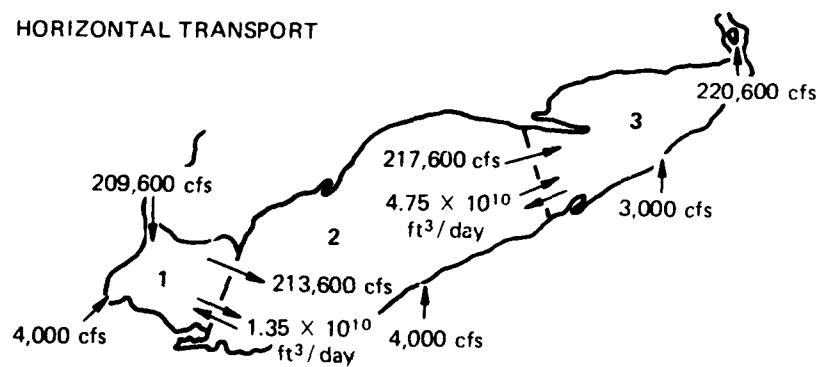 HORIZONTAL TRANSPORT
220,600 cfs
3
217,600 cfs
209,600 cfs
4.75 × 10¹⁰
ft³/day
3,000 cfs
2
1
213,600 cfs
4,000 cfs
1.35 × 10¹⁰
ft³/day
4,000 cfs